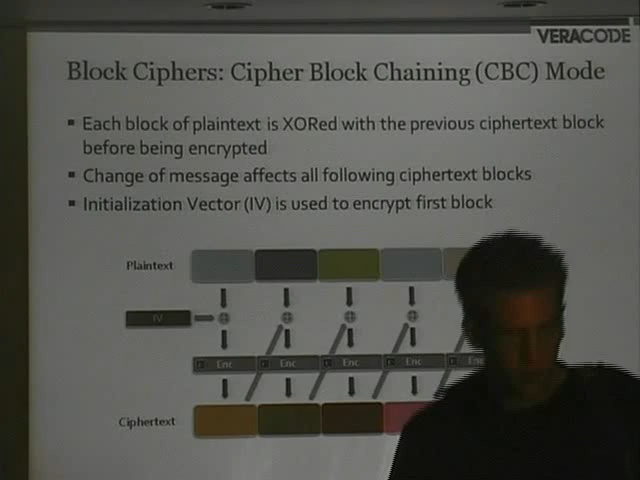 VERACODE
Block Ciphers: Cipher Block Chaining (CBC) Mode
▪ Each block of plaintext is XORed with the previous ciphertext block
before being encrypted
▪ Change of message affects all following ciphertext blocks
▪ Initialization Vector (IV) is used to encrypt first block
Plaintext
IV
Enc Enc Enc Enc Enc
Ciphertext